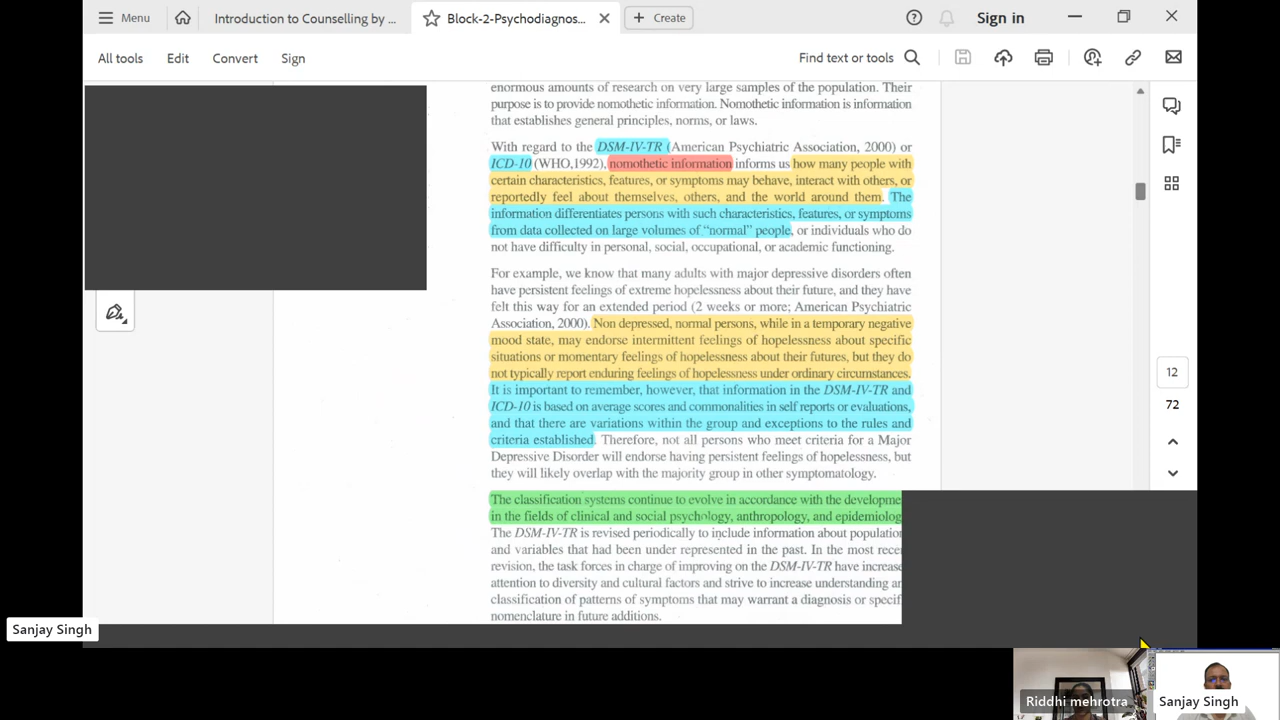 Menu
Introduction to Counselling by ...
Block-2-Psychodiagnos...
Create
Sign in
All tools
Edit
Convert
Sign
Find text or tools
enormous amounts of research on very large samples of the population. Their
purpose is to provide nomothetic information. Nomothetic information is information
that establishes general principles, norms, or laws.
With regard to the DSM-IV-TR (American Psychiatric Association, 2000) or
ICD-10 (WHO,1992), nomothetic information informs us how many people with
certain characteristics, features, or symptoms may behave, interact with others, or
reportedly feel about themselves, others, and the world around them. The
information differentiates persons with such characteristics, features, or symptoms
from data collected on large volumes of “normal” people, or individuals who do
not have difficulty in personal, social, occupational, or academic functioning.
For example, we know that many adults with major depressive disorders often
have persistent feelings of extreme hopelessness about their future, and they have
felt this way for an extended period (2 weeks or more; American Psychiatric
Association, 2000). Non depressed, normal persons, while in a temporary negative
mood state, may endorse intermittent feelings of hopelessness about specific
situations or momentary feelings of hopelessness about their futures, but they do
not typically report enduring feelings of hopelessness under ordinary circumstances.
It is important to remember, however, that information in the DSM-IV-TR and
ICD-10 is based on average scores and commonalities in self reports or evaluations,
and that there are variations within the group and exceptions to the rules and
criteria established. Therefore, not all persons who meet criteria for a Major
Depressive Disorder will endorse having persistent feelings of hopelessness, but
they will likely overlap with the majority group in other symptomatology.
The classification systems continue to evolve in accordance with the developme
in the fields of clinical and social psychology, anthropology, and epidemiolog
The DSM-IV-TR is revised periodically to include information about population
and variables that had been under represented in the past. In the most rece
revision, the task forces in charge of improving on the DSM-IV-TR have increase
attention to diversity and cultural factors and strive to increase understanding an
classification of patterns of symptoms that may warrant a diagnosis or specif
nomenclature in future additions.
12
72
Sanjay Singh
Riddhi mehrotra
Sanjay Singh